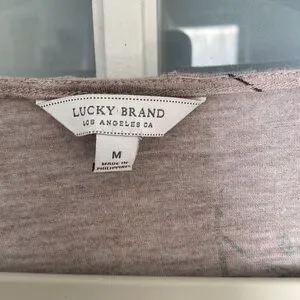 LUCKY BRAND
LOS ANGELES CA
M
MADE IN
PHILIPPINES